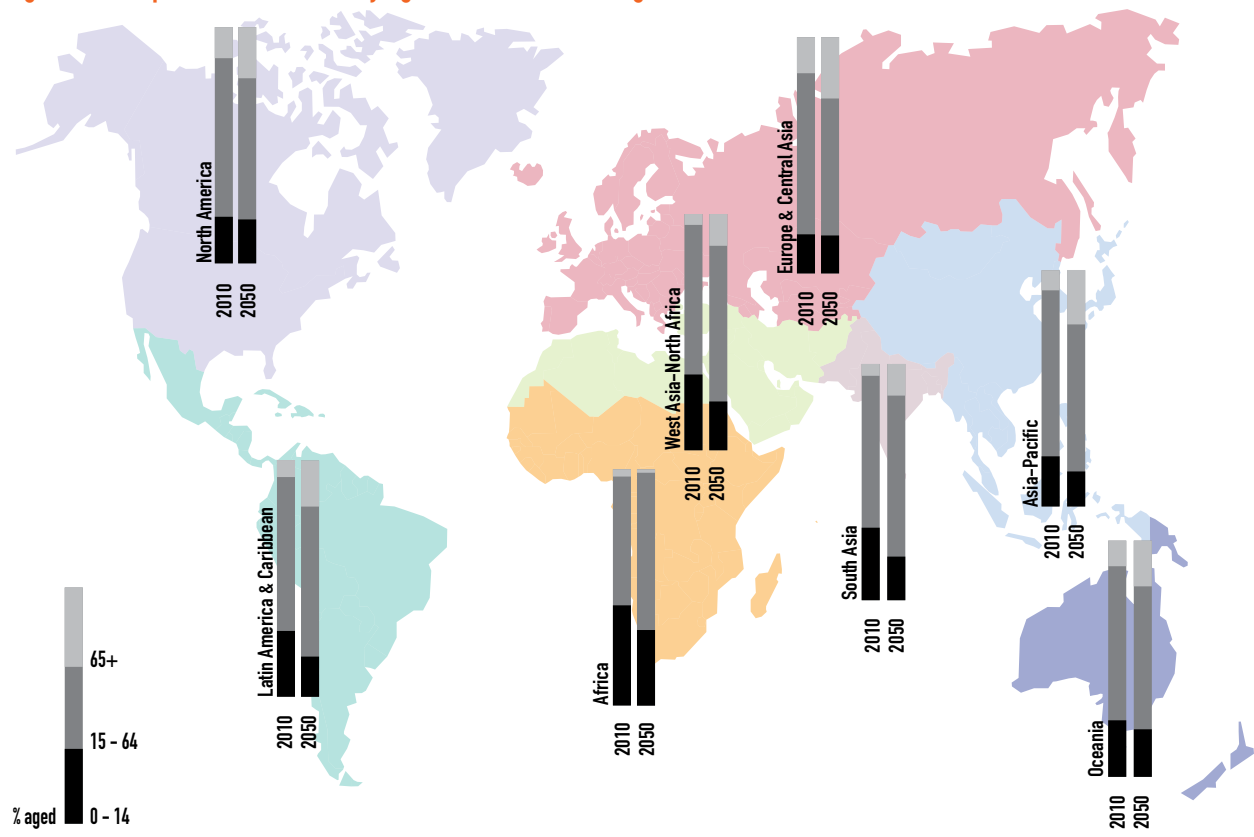 North America
2010
2050
Europe & Central Asia
2010
2050
West Asia–North Africa
2010
2050
Asia–Pacific
2010
2050
South Asia
2010
2050
Latin America & Caribbean
2010
2050
Africa
2010
2050
Oceania
2010
2050
65+
15 – 64
% aged 0 – 14